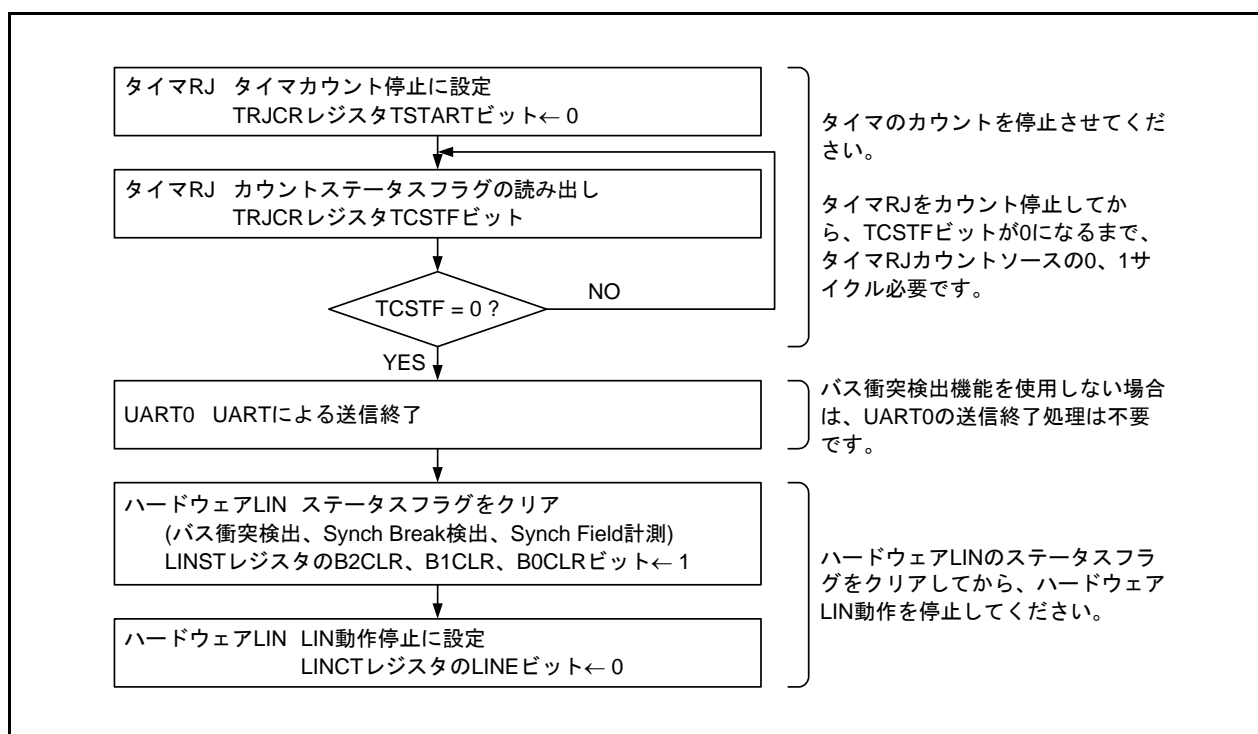 タイマRJ タイマカウント停止に設定
TRJCRレジスタTSTARTビット← 0
タイマRJ カウントステータスフラグの読み出し
TRJCRレジスタTCSTFビット
TCSTF = 0 ?
NO
YES
UART0 UARTによる送信終了
ハードウェアLIN ステータスフラグをクリア
(バス衝突検出、Synch Break検出、Synch Field計測)
LINSTレジスタのB2CLR、B1CLR、B0CLRビット← 1
ハードウェアLIN LIN動作停止に設定
LINCTレジスタのLINEビット← 0
タイマのカウントを停止させてくだ
さい。
タイマRJをカウント停止してか
ら、TCSTFビットが0になるまで、
タイマRJカウントソースの0、1サ
イクル必要です。
バス衝突検出機能を使用しない場合
は、UART0の送信終了処理は不要
です。
ハードウェアLINのステータスフラ
グをクリアしてから、ハードウェア
LIN動作を停止してください。